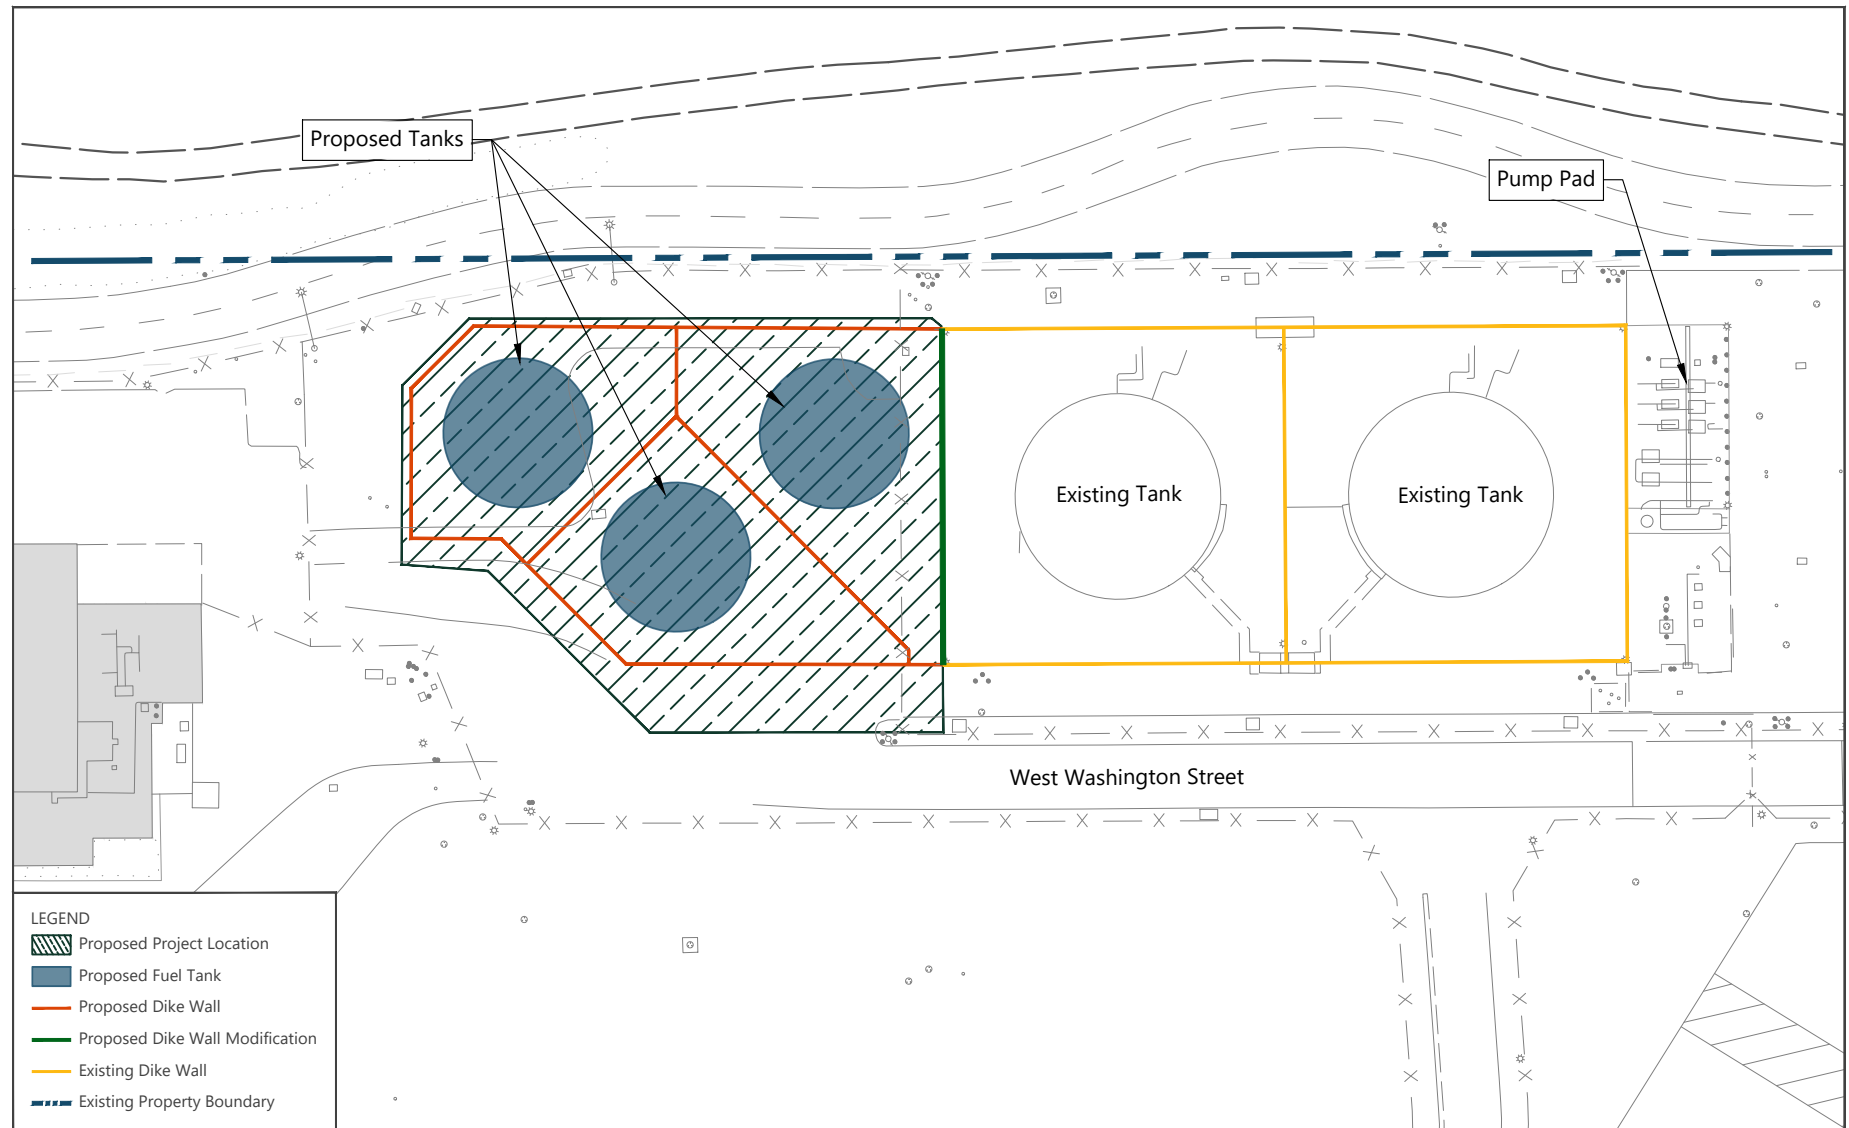 Proposed Tanks
Pump Pad
Existing Tank
Existing Tank
West Washington Street
LEGEND
Proposed Project Location
Proposed Fuel Tank
Proposed Dike Wall
Proposed Dike Wall Modification
Existing Dike Wall
Existing Property Boundary